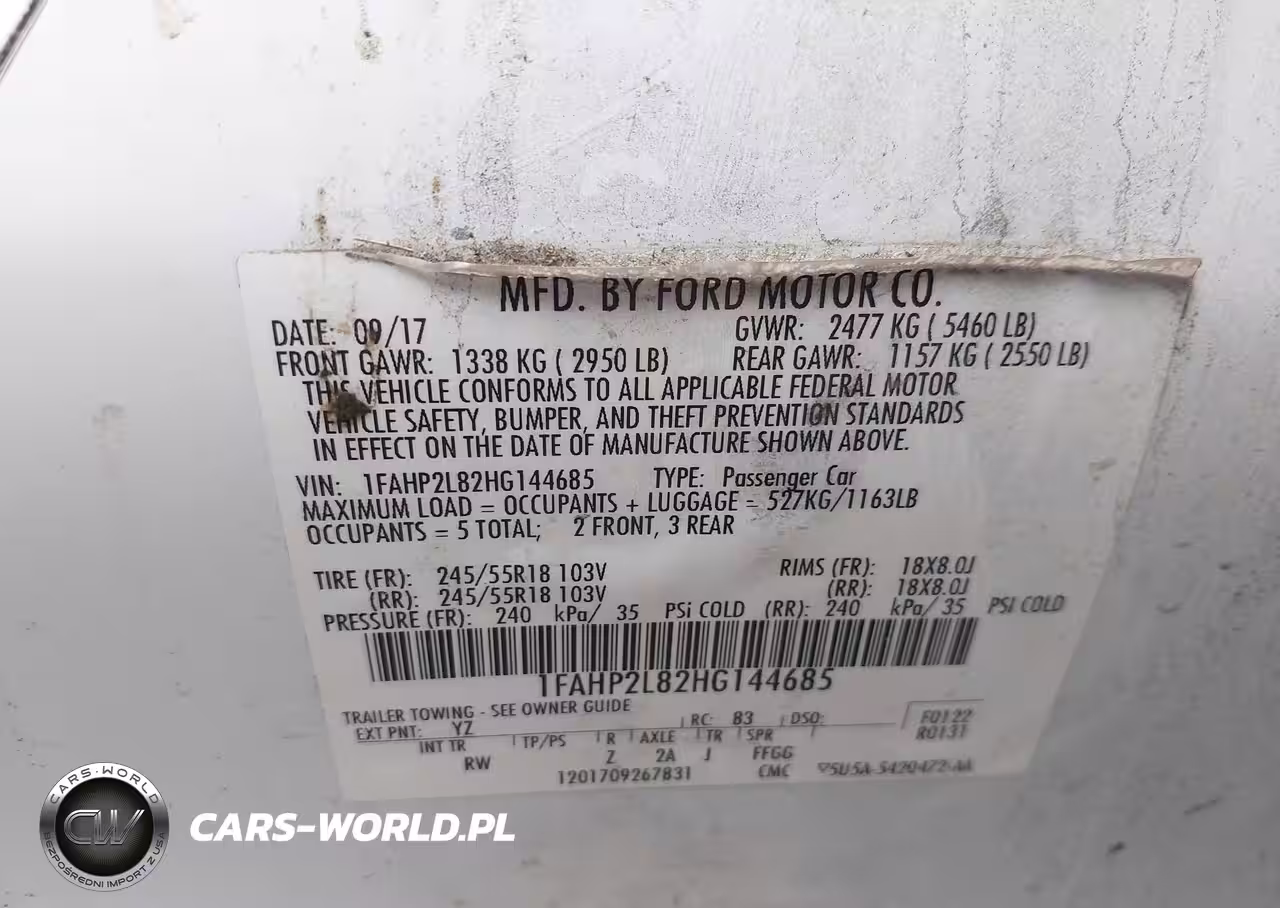 MFD. BY FORD MOTOR CO.
DATE: 09/17 GVWR: 2477 KG ( 5460 LB)
FRONT GAWR: 1338 KG ( 2950 LB) REAR GAWR: 1157 KG ( 2550 LB)
THIS VEHICLE CONFORMS TO ALL APPLICABLE FEDERAL MOTOR
VEHICLE SAFETY, BUMPER, AND THEFT PREVENTION STANDARDS
IN EFFECT ON THE DATE OF MANUFACTURE SHOWN ABOVE.
VIN: 1FAHP2L82HG144685 TYPE: Passenger Car
MAXIMUM LOAD = OCCUPANTS + LUGGAGE = 527KG/1163LB
OCCUPANTS = 5 TOTAL; 2 FRONT, 3 REAR
TIRE (FR): 245/55R18 103V RIMS (FR): 18X8.0J
(RR): 245/55R18 103V (RR): 18X8.0J
PRESSURE (FR): 240 kPa/ 35 PSi COLD (RR): 240 kPa/ 35 PSI COLD
1FAHP2L82HG144685
TRAILER TOWING - SEE OWNER GUIDE
EXT PNT: YZ RC: 83 DSO: F0122
R0131
INT TR TP/PS R AXLE TR SPR
RW Z 2A J FFGG
1201709267831 CMC
CARS-WORLD
CW
BEZPOŚREDNI IMPORT Z USA
CARS-WORLD.PL